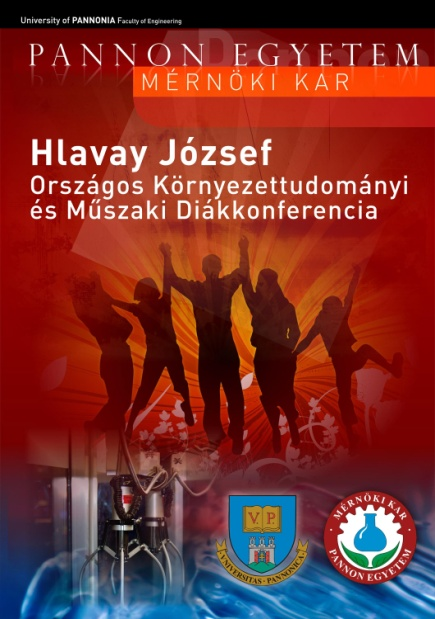 University of PANNONIA Faculty of Engineering
PANNON EGYETEM
MÉRNÖKI KAR
Hlavay József
Országos Környezettudományi
és Műszaki Diákkonferencia
V. P.
UNIVERSITAS · PANNONICA
MÉRNÖKI KAR
PANNON EGYETEM